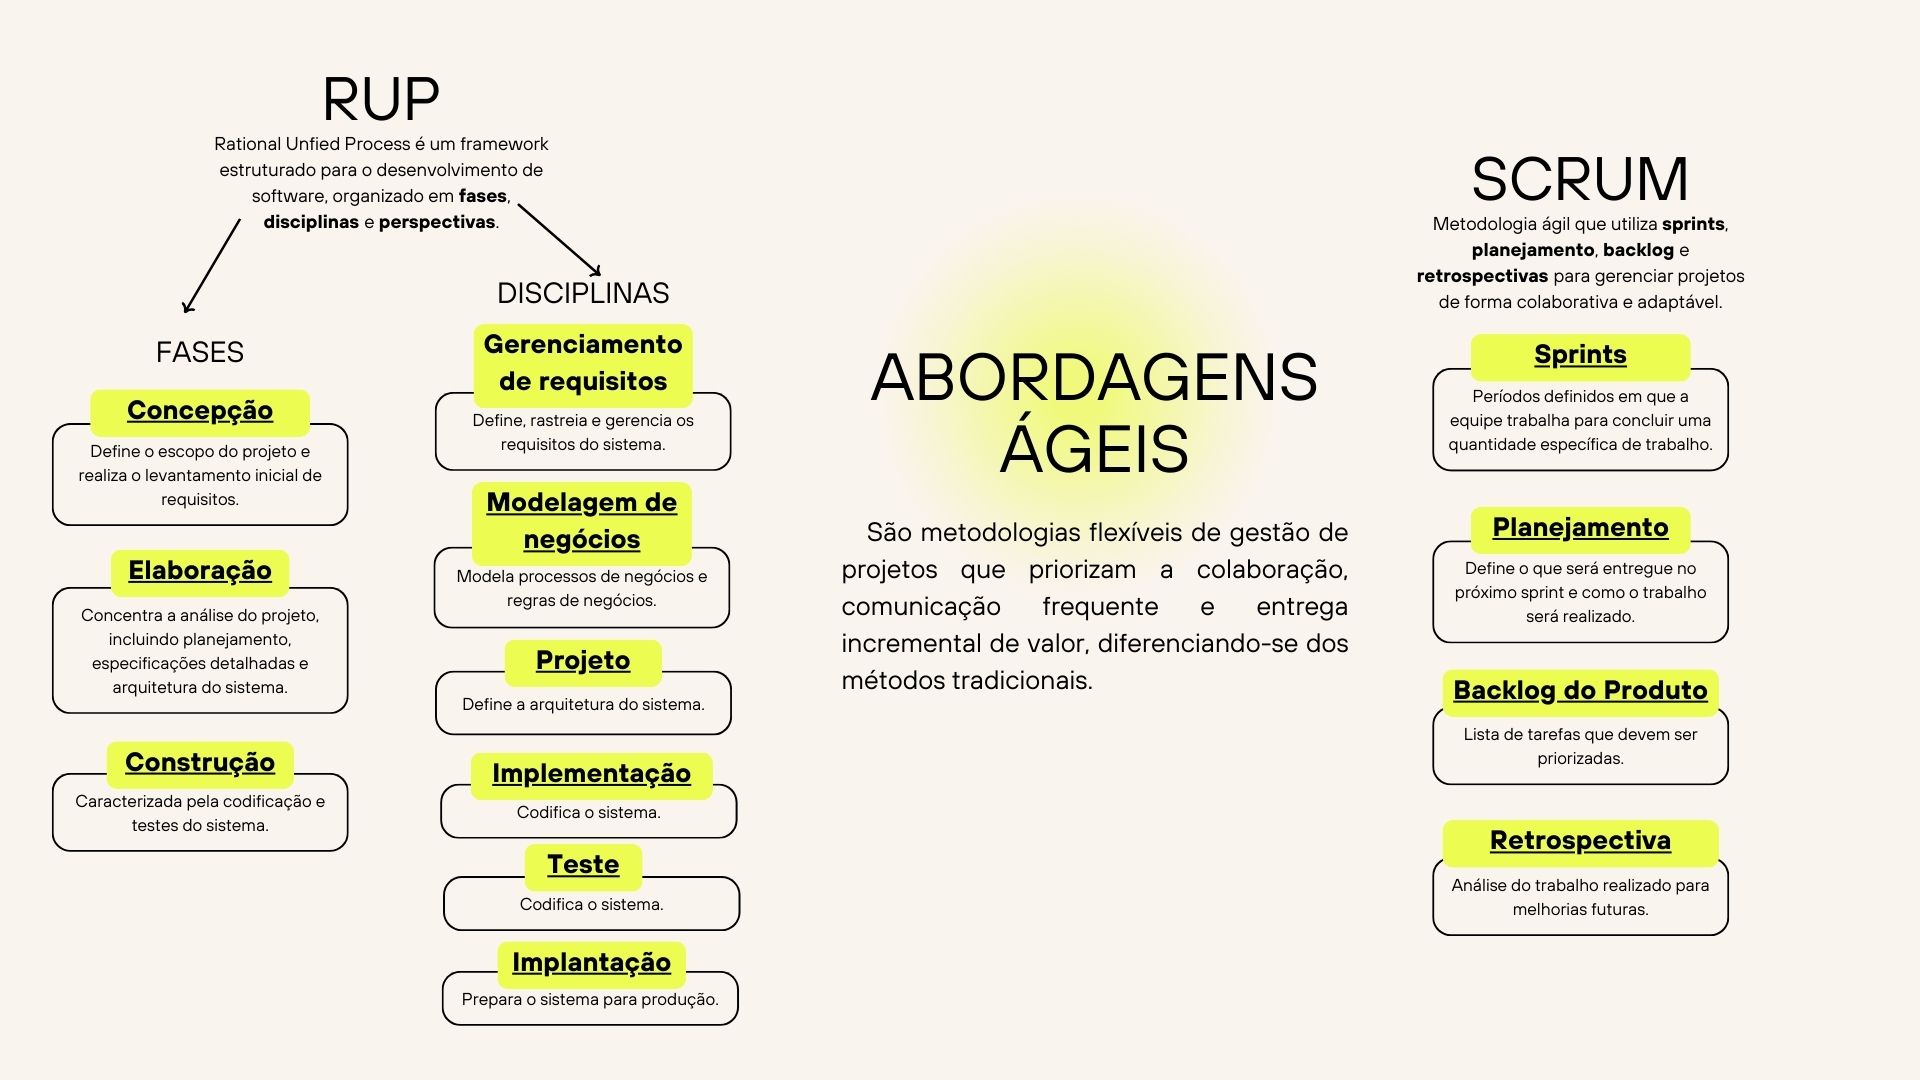 RUP
Rational Unfied Process é um framework
estruturado para o desenvolvimento de
software, organizado em fases,
disciplinas e perspectivas.
FASES
Concepção
Define o escopo do projeto e
realiza o levantamento inicial de
requisitos.
Elaboração
Concentra a análise do projeto,
incluindo planejamento,
especificações detalhadas e
arquitetura do sistema.
Construção
Caracterizada pela codificação e
testes do sistema.
DISCIPLINAS
Gerenciamento
de requisitos
Define, rastreia e gerencia os
requisitos do sistema.
Modelagem de
negócios
Modela processos de negócios e
regras de negócios.
Projeto
Define a arquitetura do sistema.
Implementação
Codifica o sistema.
Teste
Codifica o sistema.
Implantação
Prepara o sistema para produção.
ABORDAGENS
ÁGEIS
São metodologias flexíveis de gestão de
projetos que priorizam a colaboração,
comunicação frequente e entrega
incremental de valor, diferenciando-se dos
métodos tradicionais.
SCRUM
Metodologia ágil que utiliza sprints,
planejamento, backlog e
retrospectivas para gerenciar projetos
de forma colaborativa e adaptável.
Sprints
Períodos definidos em que a
equipe trabalha para concluir uma
quantidade específica de trabalho.
Planejamento
Define o que será entregue no
próximo sprint e como o trabalho
será realizado.
Backlog do Produto
Lista de tarefas que devem ser
priorizadas.
Retrospectiva
Análise do trabalho realizado para
melhorias futuras.